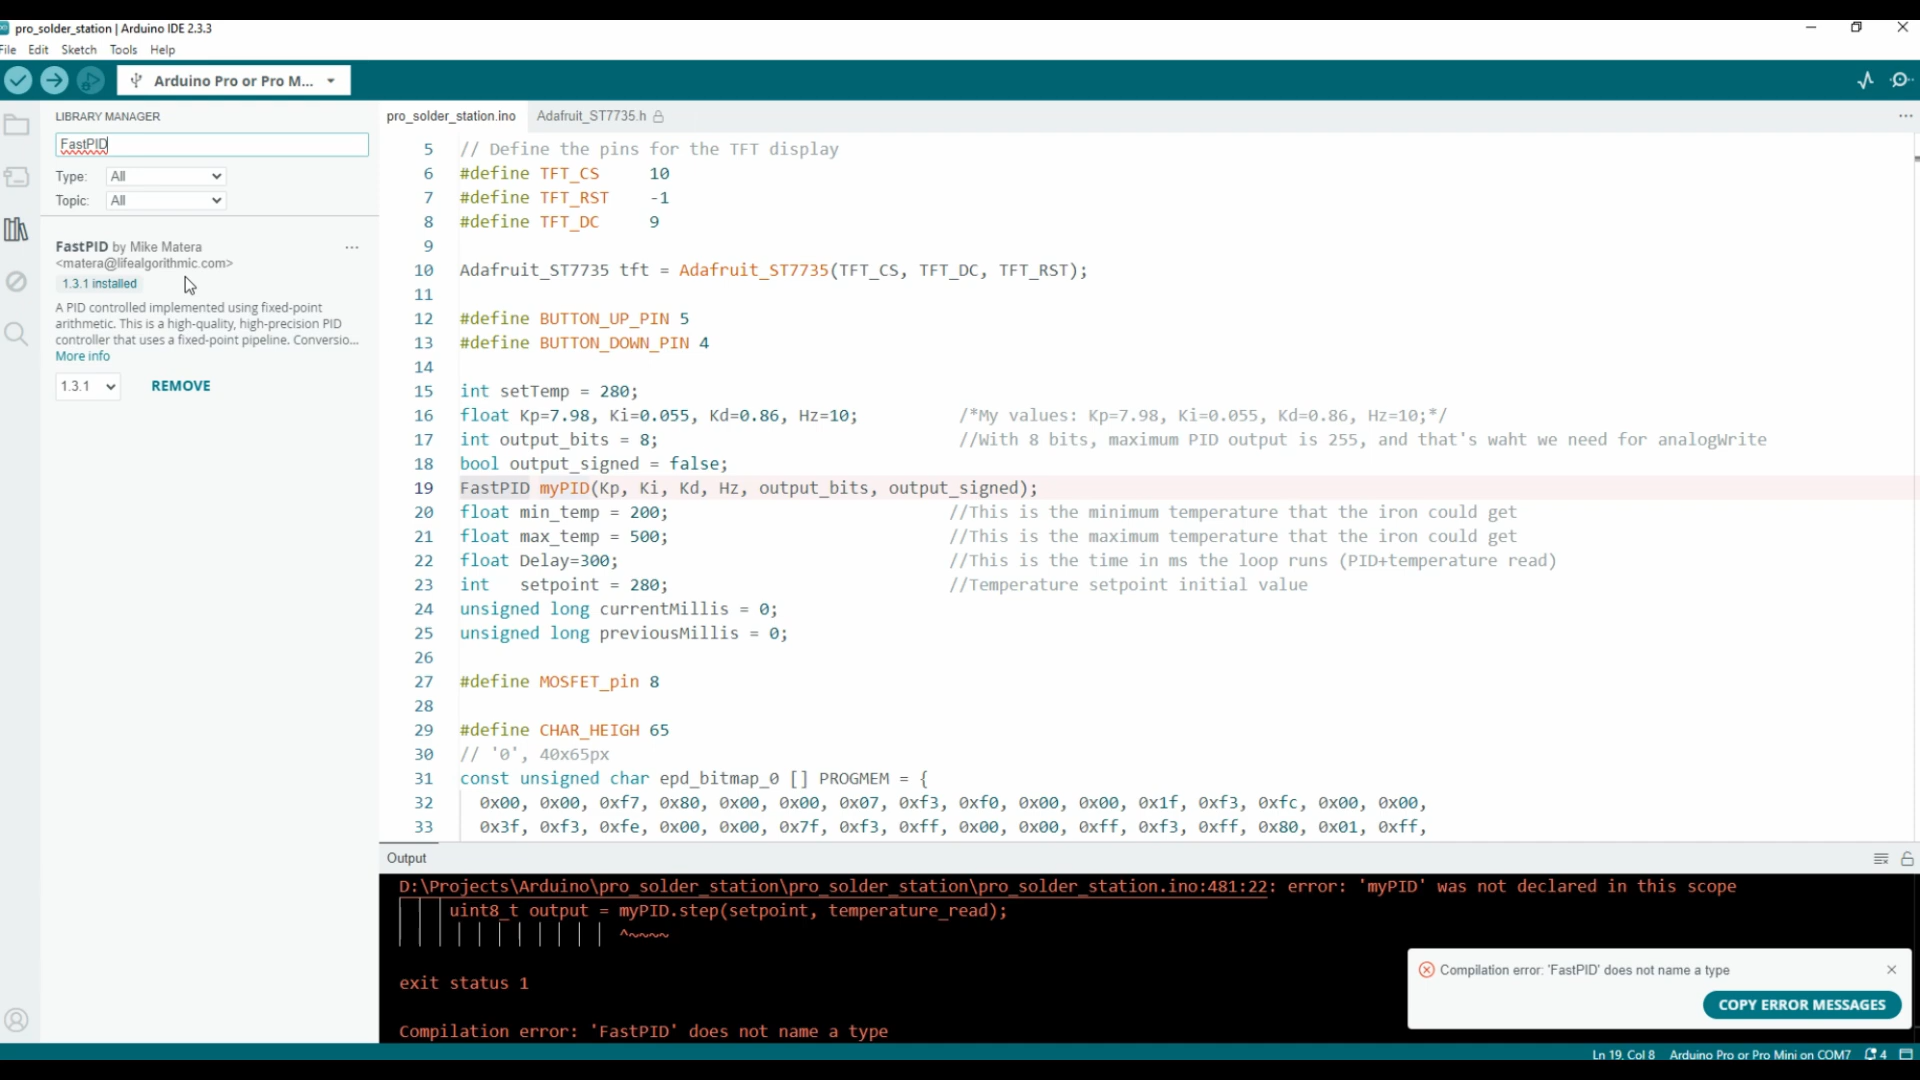 pro_solder_station | Arduino IDE 2.3.3
File Edit Sketch Tools Help
Arduino Pro or Pro M...
LIBRARY MANAGER
FastPID
Type: All
Topic: All
FastPID by Mike Matera
<matera@lifealgorithmic.com>
1.3.1 installed
A PID controlled implemented using fixed-point
arithmetic. This is a high-quality, high-precision PID
controller that uses a fixed-point pipeline. Conversio...
More info
1.3.1 REMOVE
pro_solder_station.ino Adafruit_ST7735.h
5 // Define the pins for the TFT display
6 #define TFT_CS 10
7 #define TFT_RST -1
8 #define TFT_DC 9
9
10 Adafruit_ST7735 tft = Adafruit_ST7735(TFT_CS, TFT_DC, TFT_RST);
11
12 #define BUTTON_UP_PIN 5
13 #define BUTTON_DOWN_PIN 4
14
15 int setTemp = 280;
16 float Kp=7.98, Ki=0.055, Kd=0.86, Hz=10; /*My values: Kp=7.98, Ki=0.055, Kd=0.86, Hz=10;*/
17 int output_bits = 8; //With 8 bits, maximum PID output is 255, and that's waht we need for analogWrite
18 bool output_signed = false;
19 FastPID myPID(Kp, Ki, Kd, Hz, output_bits, output_signed);
20 float min_temp = 200; //This is the minimum temperature that the iron could get
21 float max_temp = 500; //This is the maximum temperature that the iron could get
22 float Delay=300; //This is the time in ms the loop runs (PID+temperature read)
23 int setpoint = 280; //Temperature setpoint initial value
24 unsigned long currentMillis = 0;
25 unsigned long previousMillis = 0;
26
27 #define MOSFET_pin 8
28
29 #define CHAR_HEIGH 65
30 // '0', 40x65px
31 const unsigned char epd_bitmap_0 [] PROGMEM = {
32 0x00, 0x00, 0xf7, 0x80, 0x00, 0x00, 0x07, 0xf3, 0xf0, 0x00, 0x00, 0x1f, 0xf3, 0xfc, 0x00, 0x00,
33 0x3f, 0xf3, 0xfe, 0x00, 0x00, 0x7f, 0xf3, 0xff, 0x00, 0x00, 0xff, 0xf3, 0xff, 0x80, 0x01, 0xff,
Output
D:\Projects\Arduino\pro_solder_station\pro_solder_station\pro_solder_station.ino:481:22: error: 'myPID' was not declared in this scope
uint8_t output = myPID.step(setpoint, temperature_read);
^~~~~
exit status 1
Compilation error: 'FastPID' does not name a type
Compilation error: 'FastPID' does not name a type
COPY ERROR MESSAGES
Ln 19, Col 8 Arduino Pro or Pro Mini on COM7 4